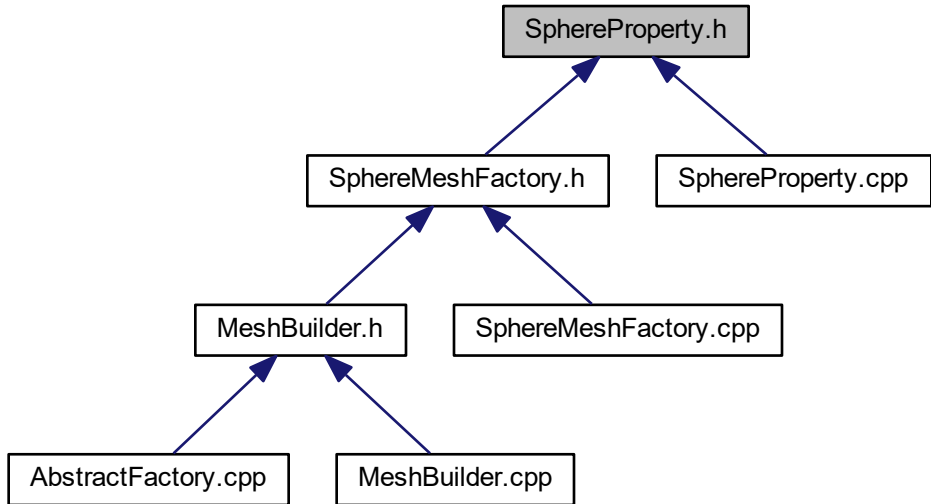 SphereProperty.h
SphereMeshFactory.h
SphereProperty.cpp
MeshBuilder.h
SphereMeshFactory.cpp
AbstractFactory.cpp
MeshBuilder.cpp